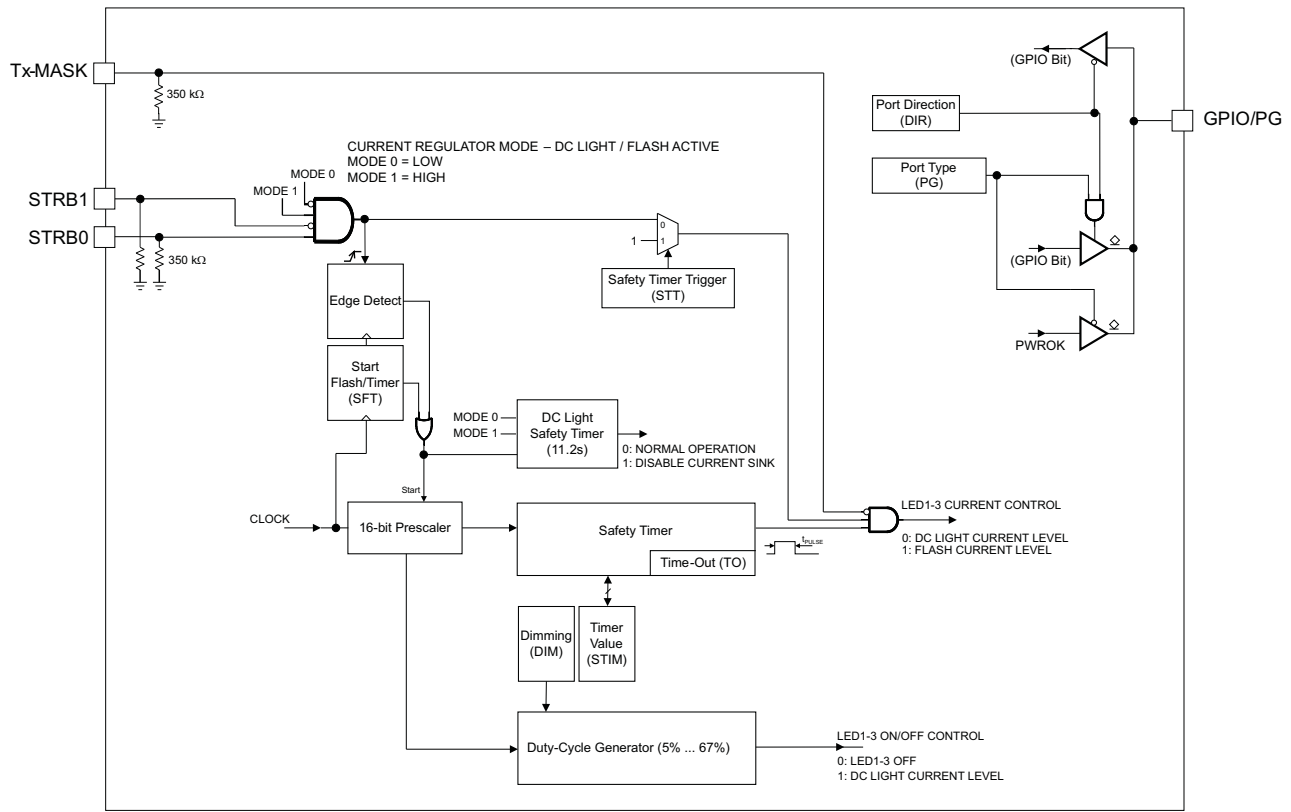 Tx-MASK
350 kΩ
(GPIO Bit)
Port Direction
(DIR)
GPIO/PG
CURRENT REGULATOR MODE – DC LIGHT / FLASH ACTIVE
MODE 0 = LOW
MODE 1 = HIGH
Port Type
(PG)
MODE 0
MODE 1
STRB1
STRB0
350 kΩ
0
1
1
(GPIO Bit)
Safety Timer Trigger
(STT)
Edge Detect
PWROK
Start
Flash/Timer
(SFT)
MODE 0
MODE 1
DC Light
Safety Timer
(11.2s)
0: NORMAL OPERATION
1: DISABLE CURRENT SINK
Start
CLOCK
16-bit Prescaler
Safety Timer
Time-Out (TO)
tPULSE
LED1-3 CURRENT CONTROL
0: DC LIGHT CURRENT LEVEL
1: FLASH CURRENT LEVEL
Dimming
(DIM)
Timer
Value
(STIM)
Duty-Cycle Generator (5% ... 67%)
LED1-3 ON/OFF CONTROL
0: LED1-3 OFF
1: DC LIGHT CURRENT LEVEL